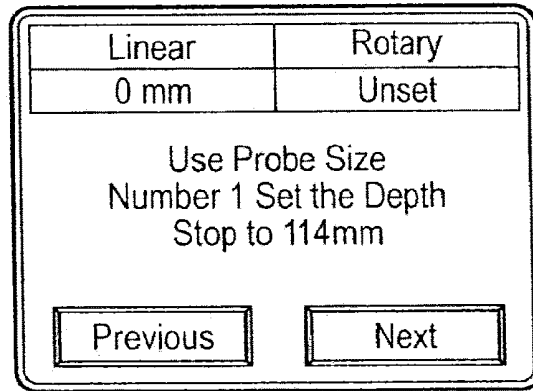 Linear Rotary
0 mm Unset
Use Probe Size
Number 1 Set the Depth
Stop to 114mm
Previous Next